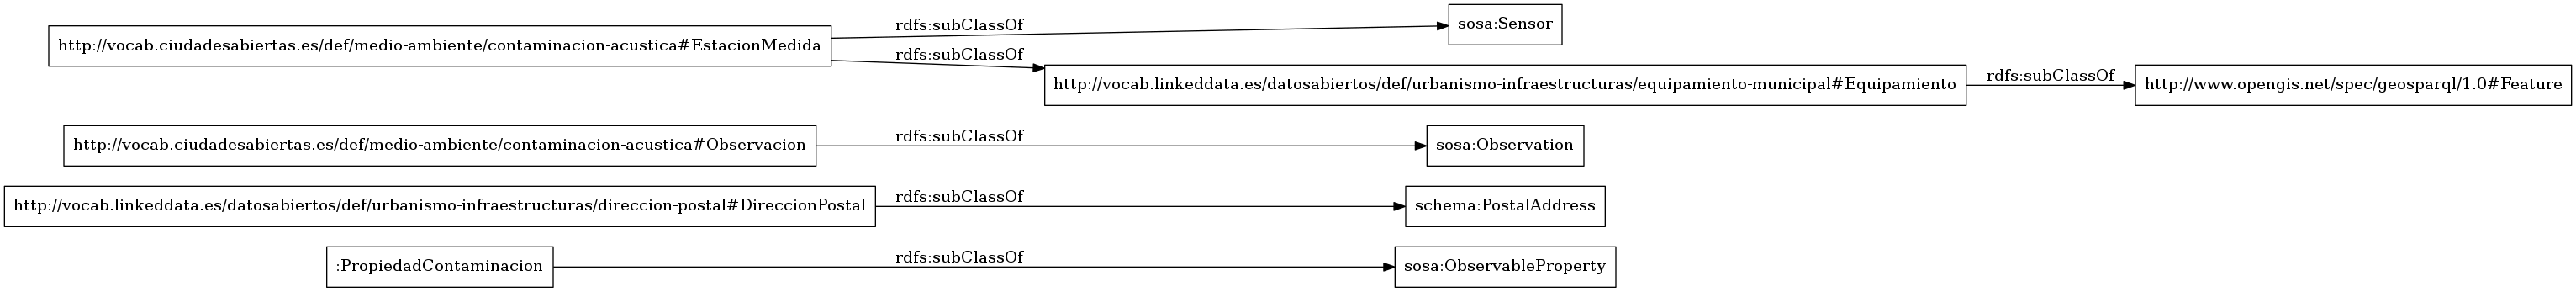 rdfs:subClassOf
sosa:Sensor
http://vocab.ciudadesabiertas.es/def/medio-ambiente/contaminacion-acustica#EstacionMedida
rdfs:subClassOf
http://vocab.linkeddata.es/datosabiertos/def/urbanismo-infraestructuras/equipamiento-municipal#Equipamiento
rdfs:subClassOf
http://www.opengis.net/spec/geosparql/1.0#Feature
http://vocab.ciudadesabiertas.es/def/medio-ambiente/contaminacion-acustica#Observacion
rdfs:subClassOf
sosa:Observation
http://vocab.linkeddata.es/datosabiertos/def/urbanismo-infraestructuras/direccion-postal#DireccionPostal
rdfs:subClassOf
schema:PostalAddress
:PropiedadContaminacion
rdfs:subClassOf
sosa:ObservableProperty